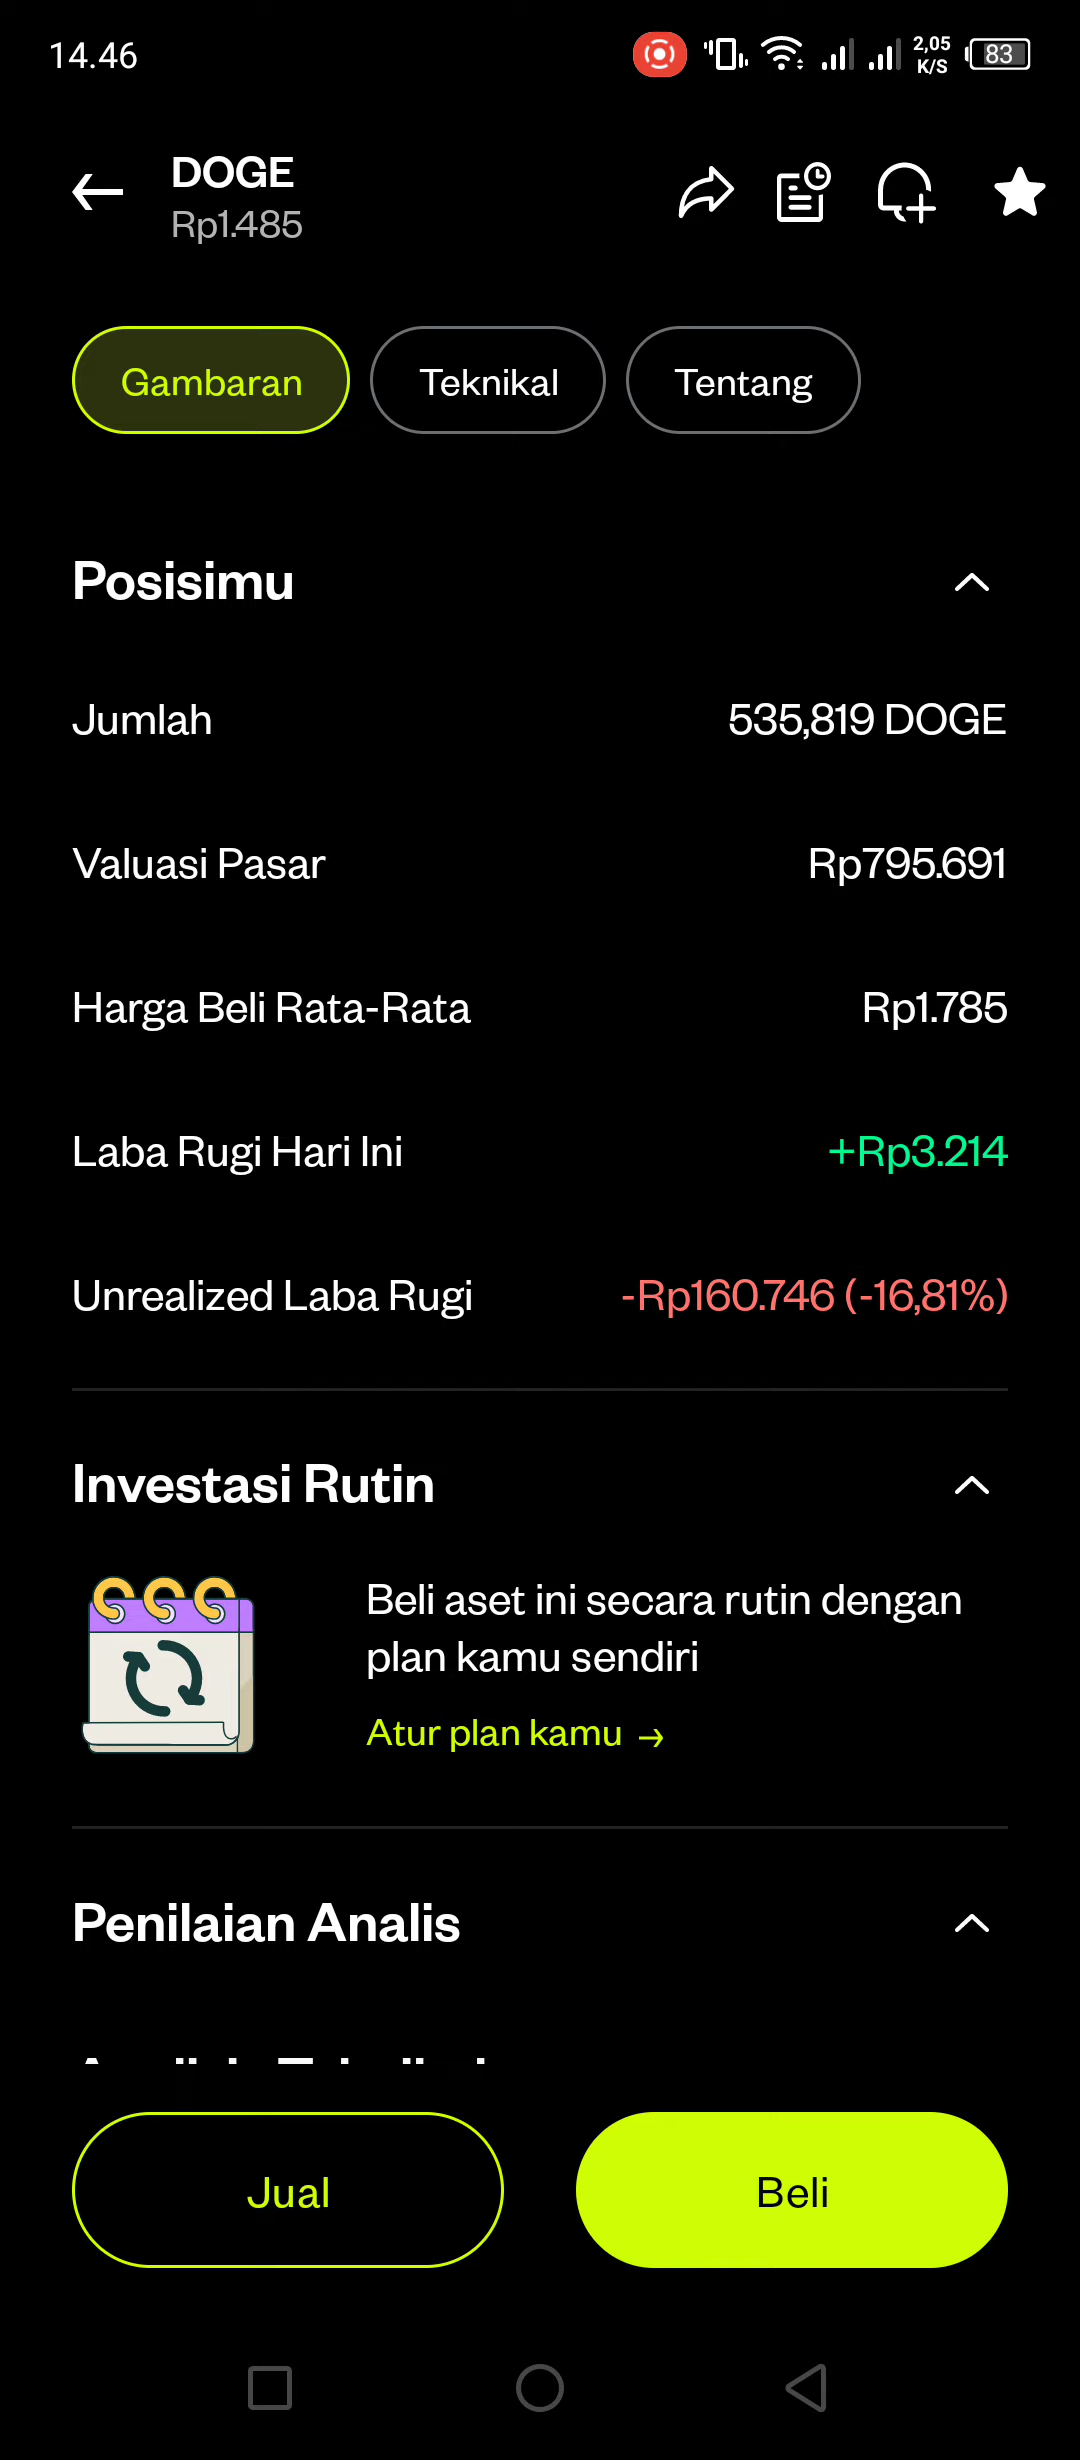 14.46
2,05
K/S
83
DOGE
Rp1.485
Gambaran
Teknikal
Tentang
Posisimu
Jumlah 535,819 DOGE
Valuasi Pasar Rp795.691
Harga Beli Rata-Rata Rp1.785
Laba Rugi Hari Ini +Rp3.214
Unrealized Laba Rugi -Rp160.746 (-16,81%)
Investasi Rutin
Beli aset ini secara rutin dengan
plan kamu sendiri
Atur plan kamu →
Penilaian Analis
Jual
Beli